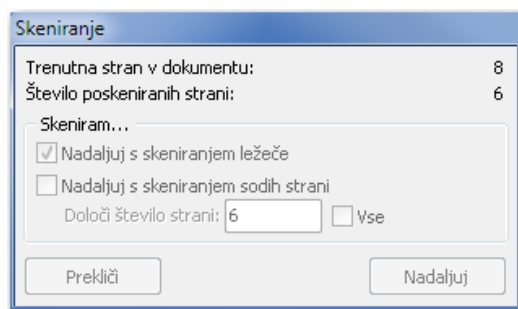 Skeniranje
Trenutna stran v dokumentu: 8
Število poskeniranih strani: 6
Skeniram...
Nadaljuj s skeniranjem ležeče
Nadaljuj s skeniranjem sodih strani
Določi število strani: 6 Vse
Prekliči Nadaljuj